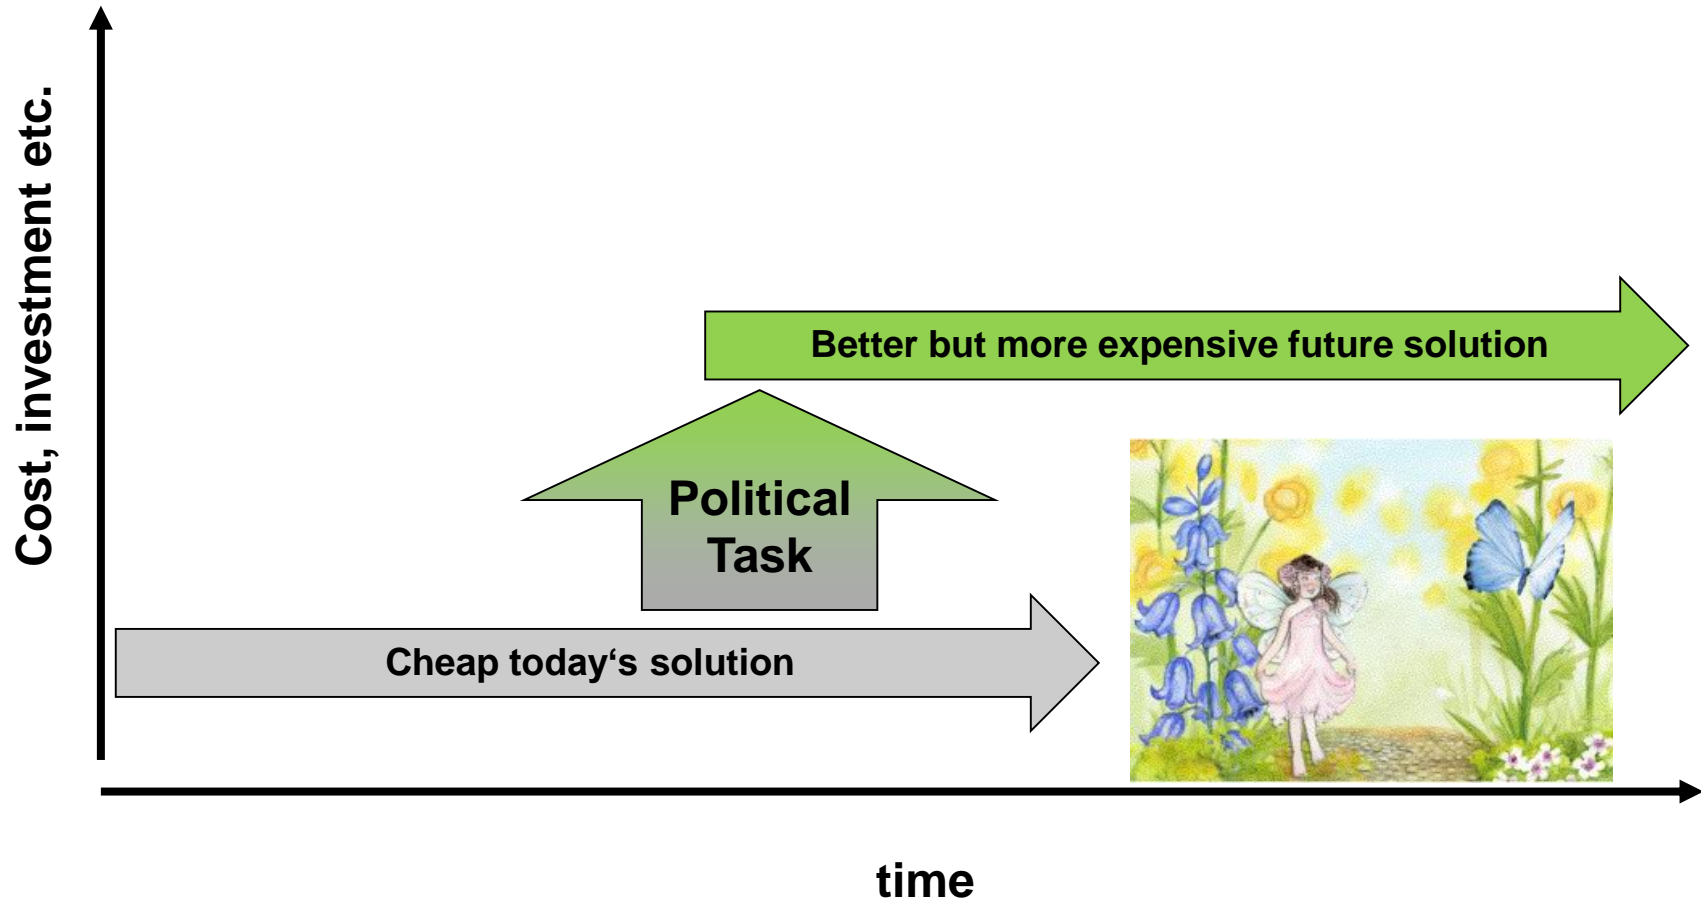 Cost, investment etc.
Better but more expensive future solution
Political
Task
Cheap today‘s solution
time